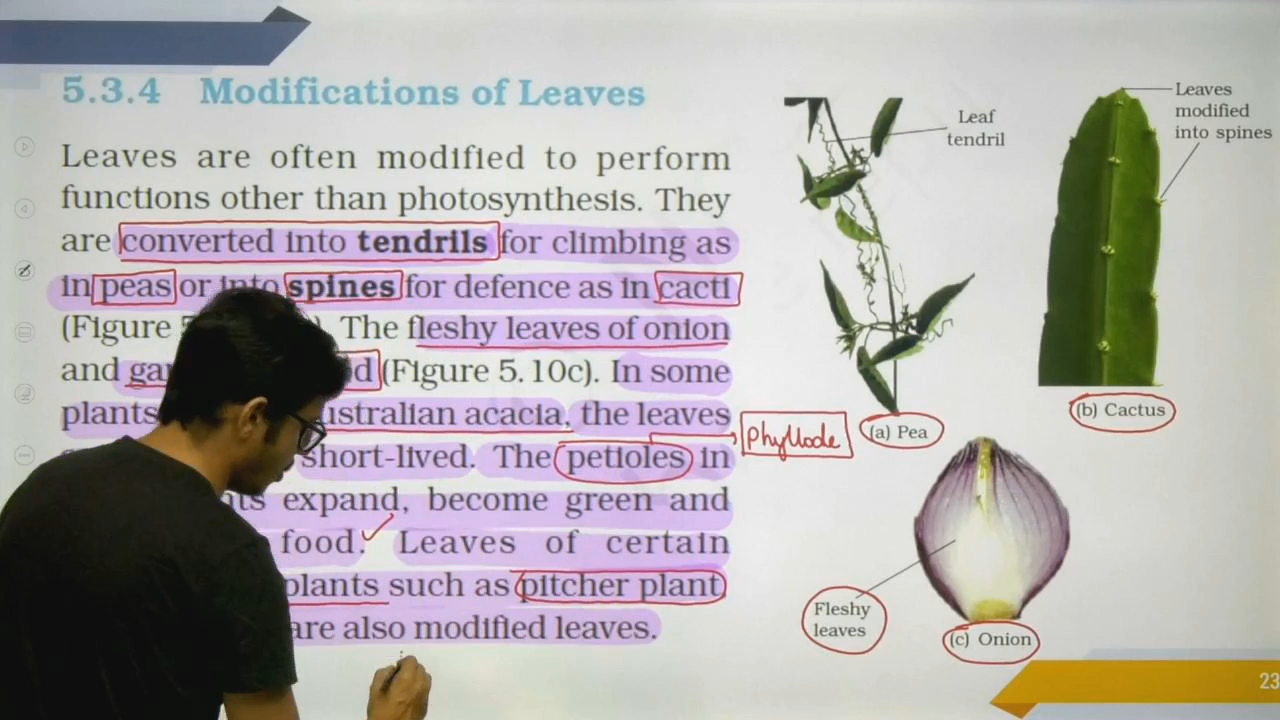 5.3.4 Modifications of Leaves
Leaves are often modified to perform
functions other than photosynthesis. They
are converted into tendrils for climbing as
in peas or into spines for defence as in cacti
(Figure The fleshy leaves of onion
and (Figure 5.10c). In some
plants ustralian acacia, the leaves
short-lived. The petioles in
expand, become green and
food. Leaves of certain
plants such as pitcher plant
are also modified leaves.
Phyllode
Leaf
tendril
(a) Pea
Leaves
modified
into spines
(b) Cactus
Fleshy
leaves
(c) Onion
23